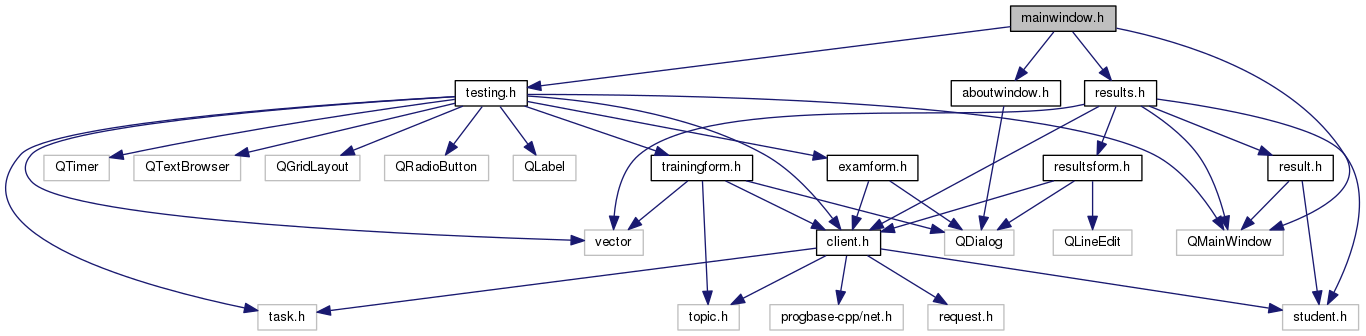 mainwindow.h
testing.h
aboutwindow.h
results.h
QTimer
QTextBrowser
QGridLayout
QRadioButton
QLabel
trainingform.h
examform.h
resultsform.h
result.h
vector
client.h
QDialog
QLineEdit
QMainWindow
task.h
topic.h
progbase-cpp/net.h
request.h
student.h